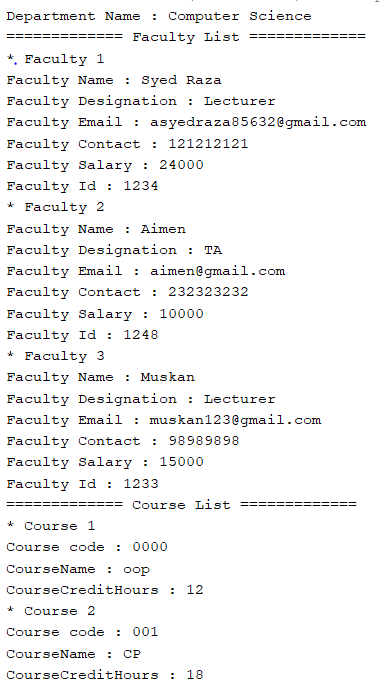 Department Name : Computer Science
============= Faculty List =============
* Faculty 1
Faculty Name : Syed Raza
Faculty Designation : Lecturer
Faculty Email : asyedraza85632@gmail.com
Faculty Contact : 121212121
Faculty Salary : 24000
Faculty Id : 1234
* Faculty 2
Faculty Name : Aimen
Faculty Designation : TA
Faculty Email : aimen@gmail.com
Faculty Contact : 232323232
Faculty Salary : 10000
Faculty Id : 1248
* Faculty 3
Faculty Name : Muskan
Faculty Designation : Lecturer
Faculty Email : muskan123@gmail.com
Faculty Contact : 98989898
Faculty Salary : 15000
Faculty Id : 1233
============= Course List =============
* Course 1
Course code : 0000
CourseName : oop
CourseCreditHours : 12
* Course 2
Course code : 001
CourseName : CP
CourseCreditHours : 18